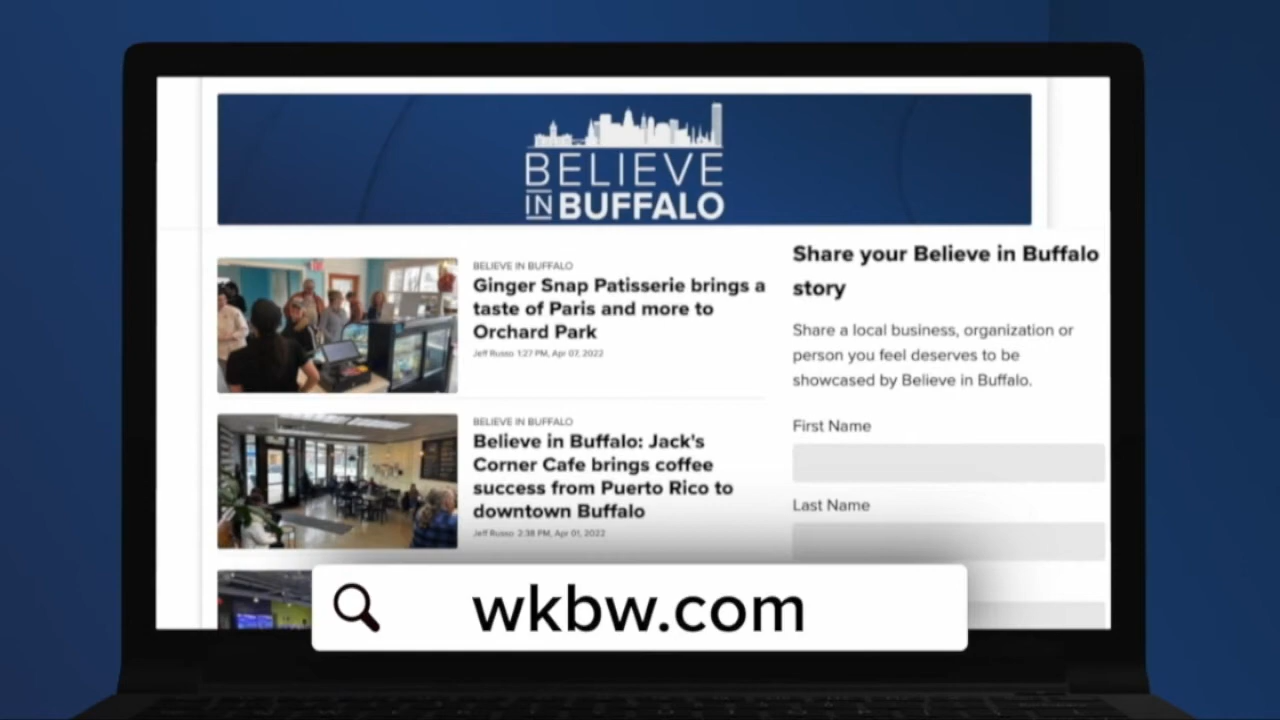 BELIEVE
IN BUFFALO
BELIEVE IN BUFFALO
Ginger Snap Patisserie brings a
taste of Paris and more to
Orchard Park
Jeff Russo 1:27 PM, Apr 07, 2022
BELIEVE IN BUFFALO
Believe in Buffalo: Jack's
Corner Cafe brings coffee
success from Puerto Rico to
downtown Buffalo
Jeff Russo 2:38 PM, Apr 01, 2022
Share your Believe in Buffalo
story
Share a local business, organization or
person you feel deserves to be
showcased by Believe in Buffalo.
First Name
Last Name
wkbw.com